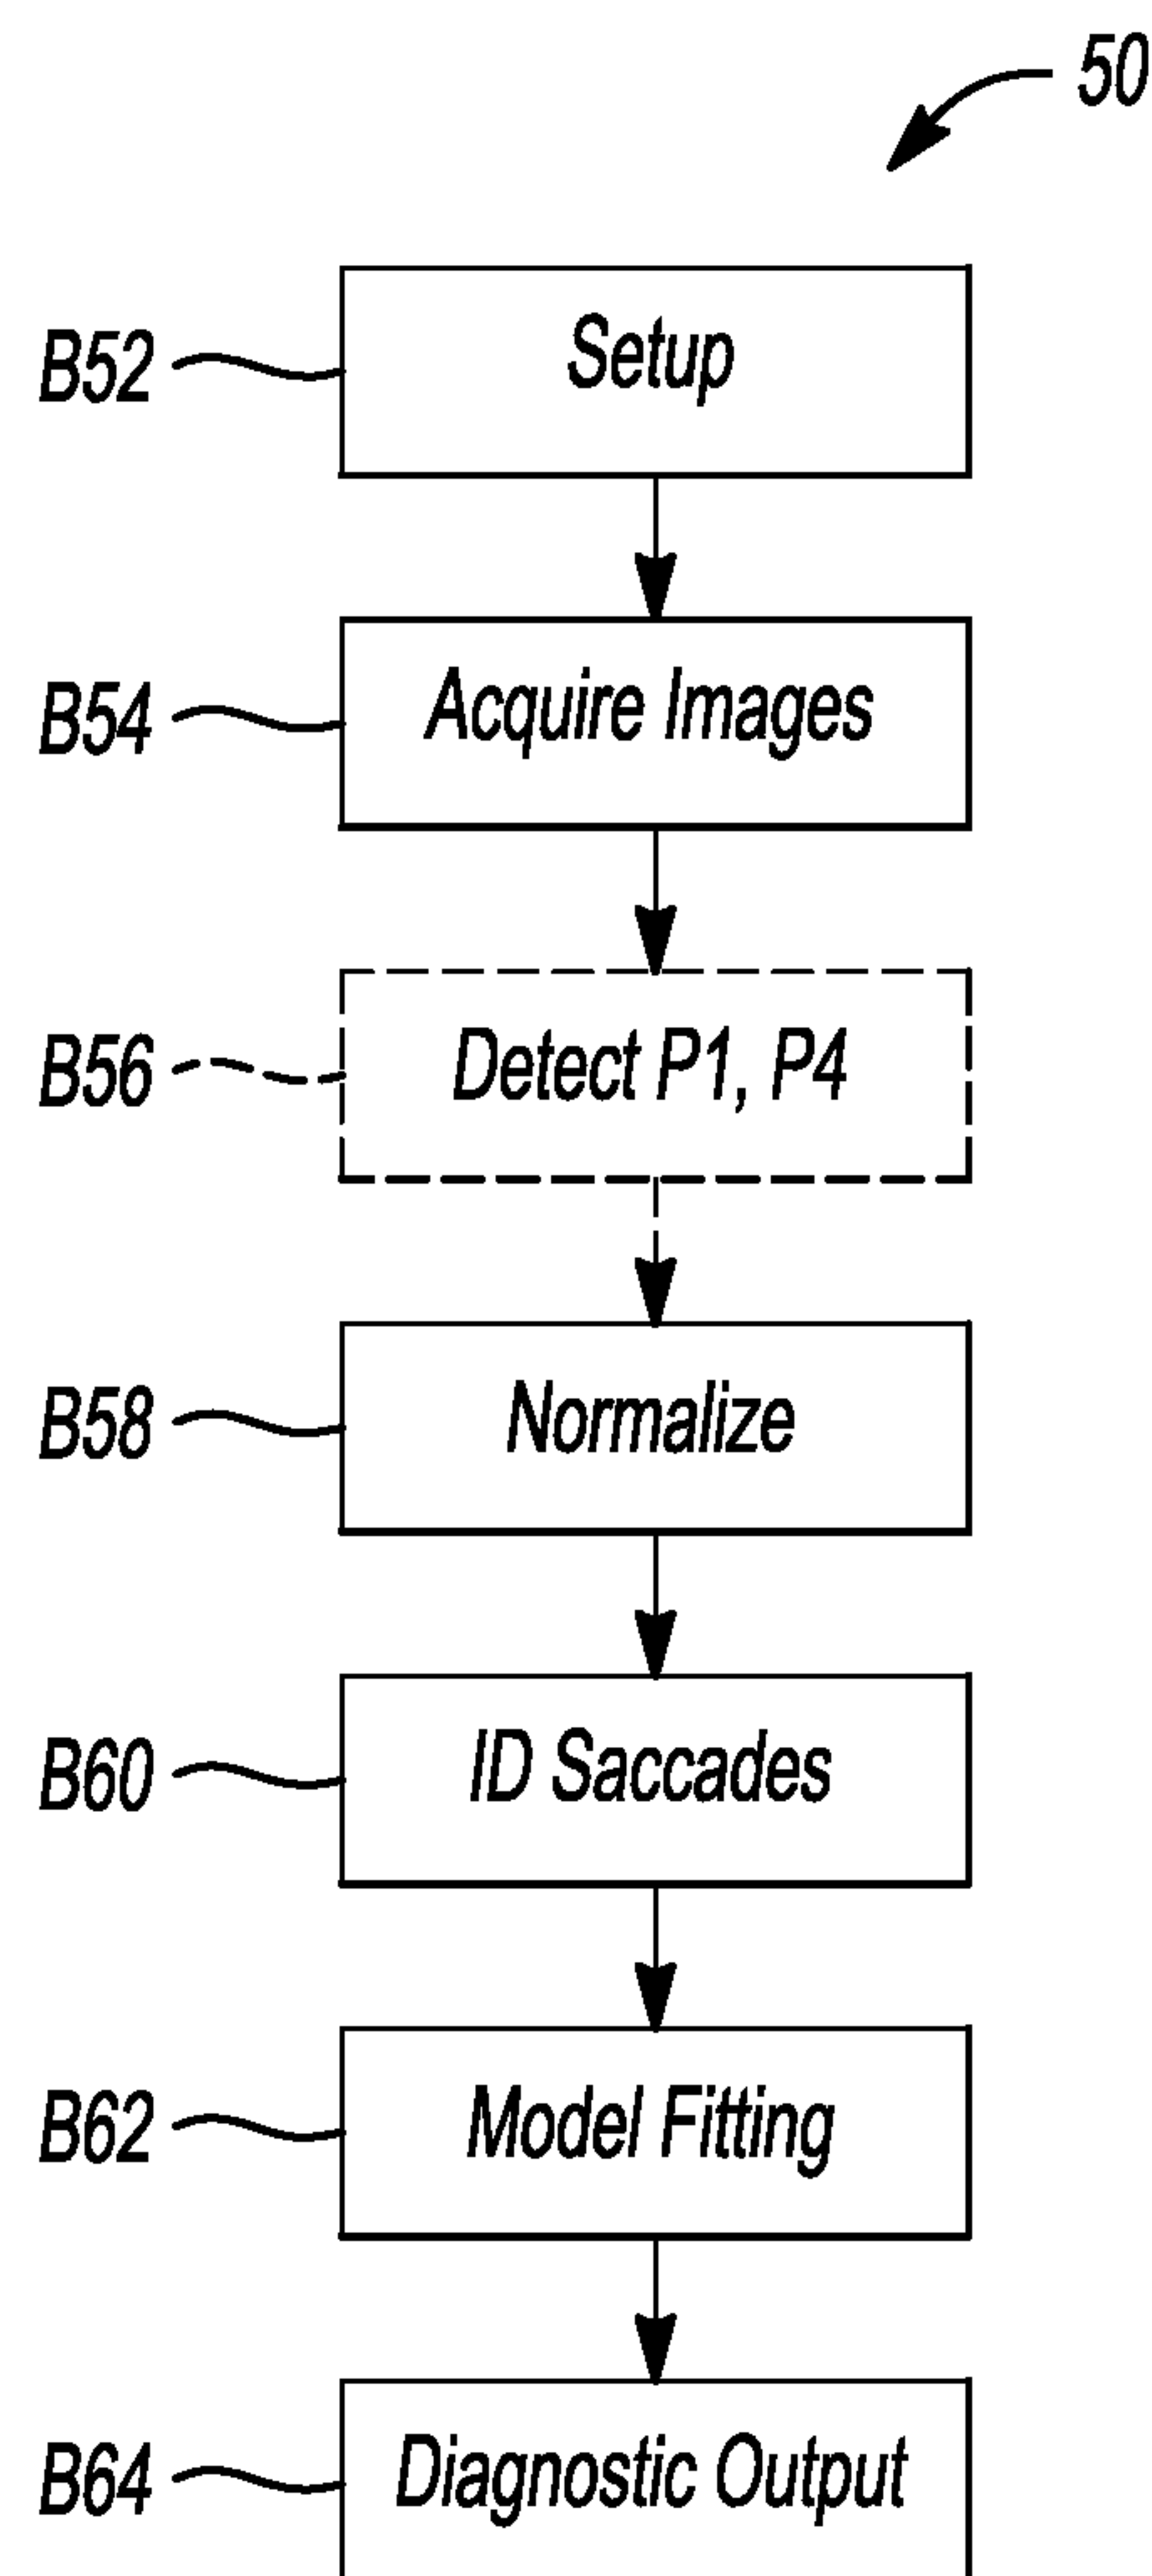 50
B52 Setup
B54 Acquire Images
B56 Detect P1, P4
B58 Normalize
B60 ID Saccades
B62 Model Fitting
B64 Diagnostic Output